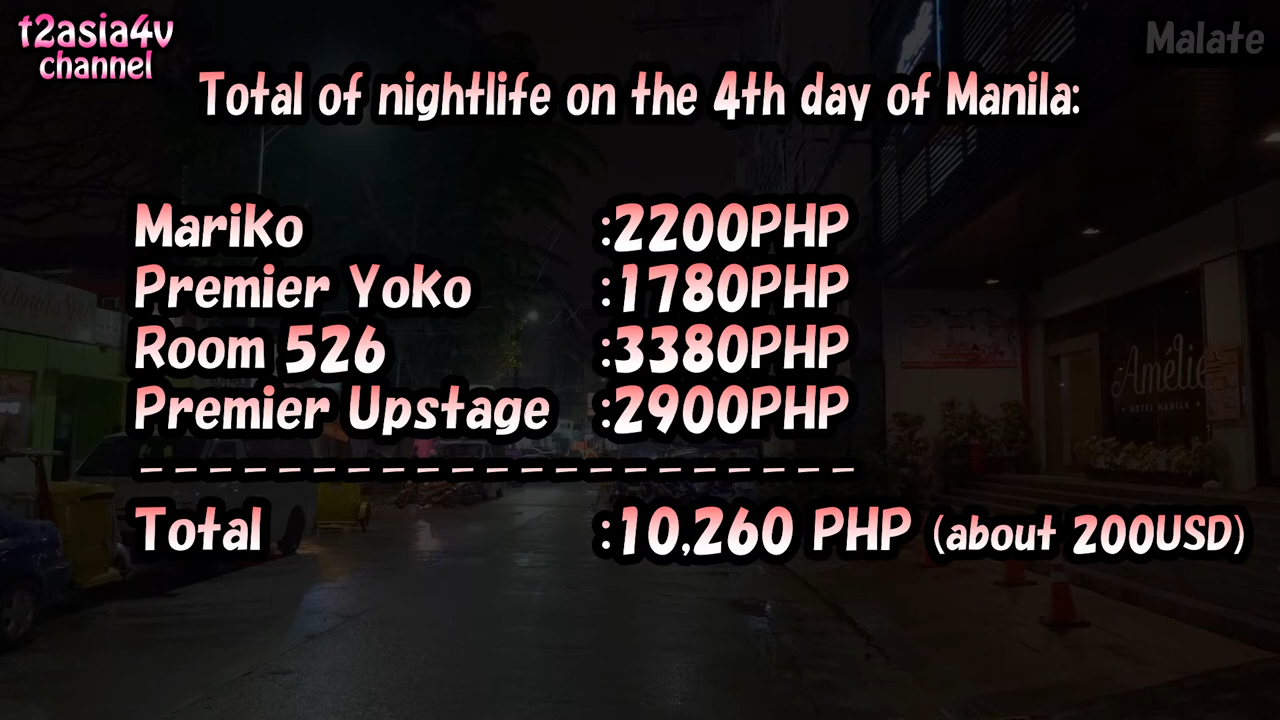 t2asia4v
channel
Malate
Total of nightlife on the 4th day of Manila:
Mariko :2200PHP
Premier Yoko :1780PHP
Room 526 :3380PHP
Premier Upstage :2900PHP
----------------------
Total :10,260 PHP (about 200USD)
Amélie
HOTEL MANILA